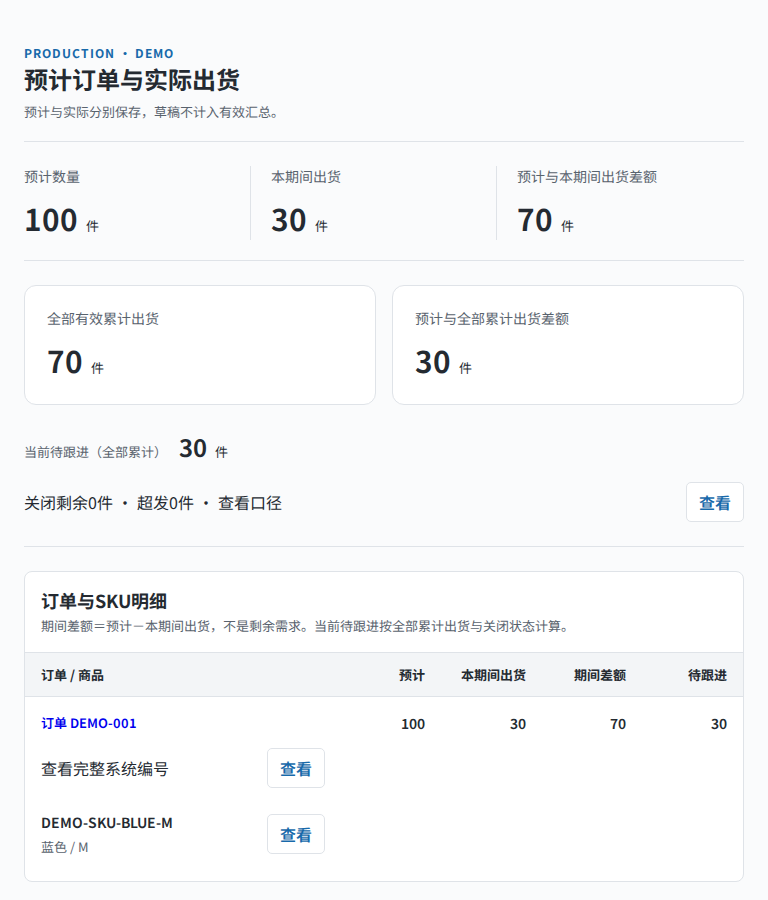 PRODUCTION · DEMO
预计订单与实际出货
预计与实际分别保存，草稿不计入有效汇总。
预计数量 本期间出货 预计与本期间出货差额
100 件 30 件 70 件
全部有效累计出货 预计与全部累计出货差额
70 件 30 件
当前待跟进（全部累计） 30 件
关闭剩余0件 · 超发0件 · 查看口径 查看
订单与SKU明细
期间差额＝预计－本期间出货，不是剩余需求。当前待跟进按全部累计出货与关闭状态计算。
订单 / 商品 预计 本期间出货 期间差额 待跟进
订单 DEMO-001 100 30 70 30
查看完整系统编号 查看
DEMO-SKU-BLUE-M 查看
蓝色 / M